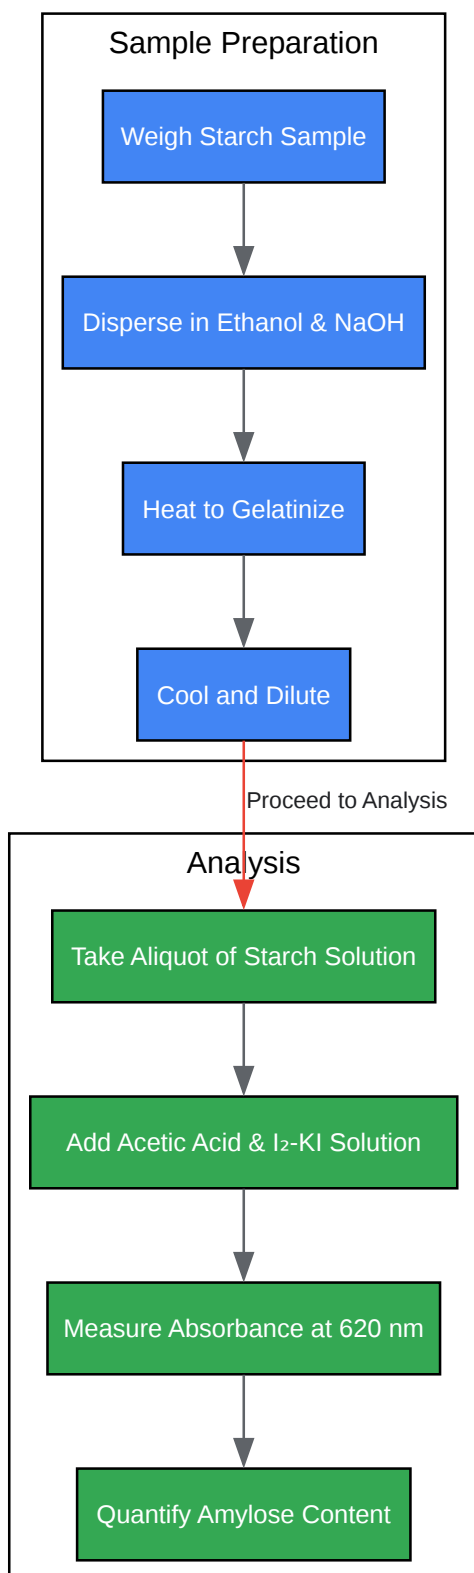 Sample Preparation
Weigh Starch Sample
Disperse in Ethanol & NaOH
Heat to Gelatinize
Cool and Dilute
Proceed to Analysis
Analysis
Take Aliquot of Starch Solution
Add Acetic Acid & I₂-KI Solution
Measure Absorbance at 620 nm
Quantify Amylose Content